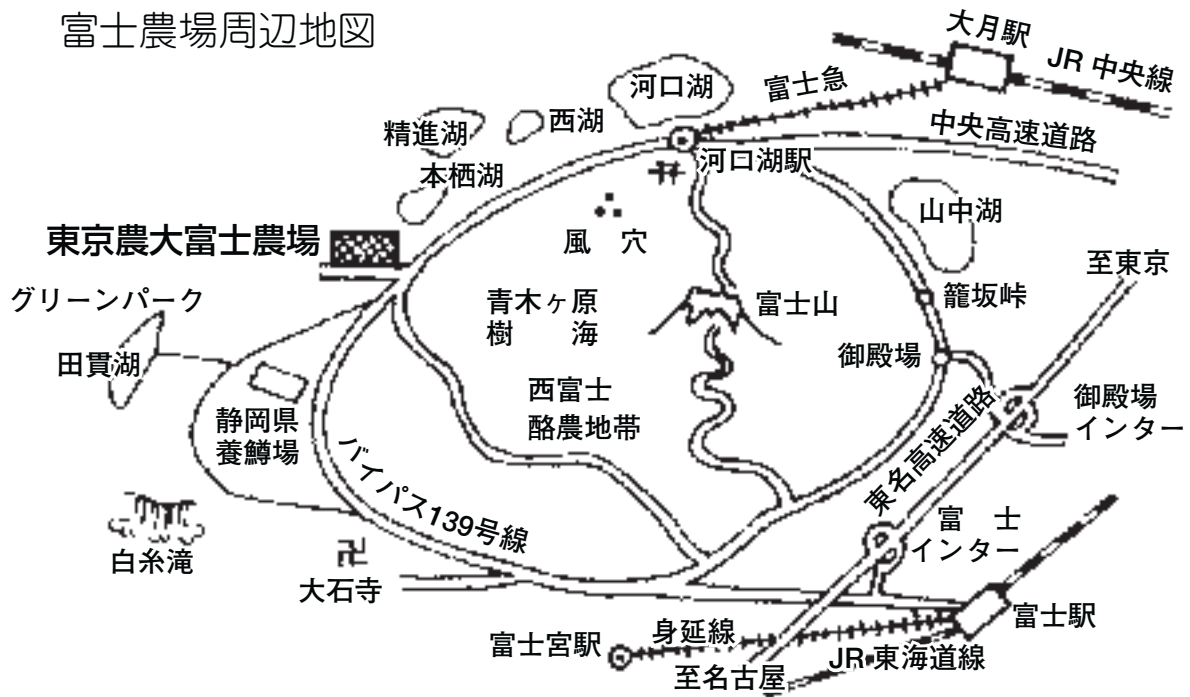 富士農場周辺地図
大月駅
JR 中央線
富士急
河口湖
西湖
精進湖
中央高速道路
河口湖駅
本栖湖
山中湖
東京農大富士農場
風 穴
至東京
グリーンパーク
青木ヶ原
樹 海
富士山
籠坂峠
田貫湖
御殿場
西富士
酪農地帯
静岡県
養鱒場
御殿場
インター
東名高速道路
バイパス139号線
富 士
インター
白糸滝
卍
大石寺
富士駅
富士宮駅
身延線
JR 東海道線
至名古屋